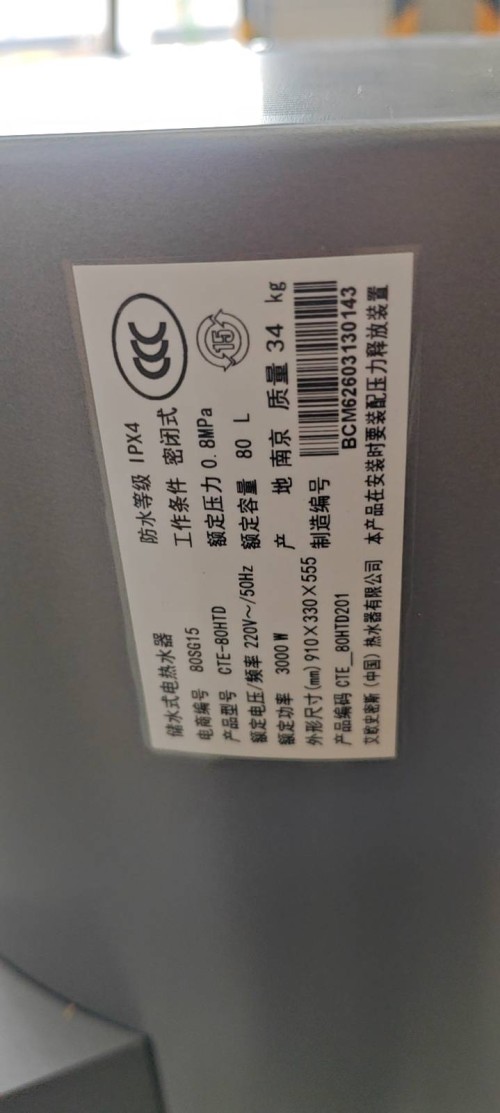 储水式电热水器
防水等级 IPX4
电商编号 80SG15
工作条件 密闭式
产品型号 CTE-80HTD
额定压力 0.8MPa
额定电压/频率 220V~/50Hz
额定容量 80 L
额定功率 3000 W
产 地 南京 质量 34 kg
外形尺寸(mm) 910×330×555
制造编号
BCM62603130143
产品编码 CTE__80HTD201
艾欧史密斯(中国)热水器有限公司 本产品在安装时要装配压力释放装置
CCC
15